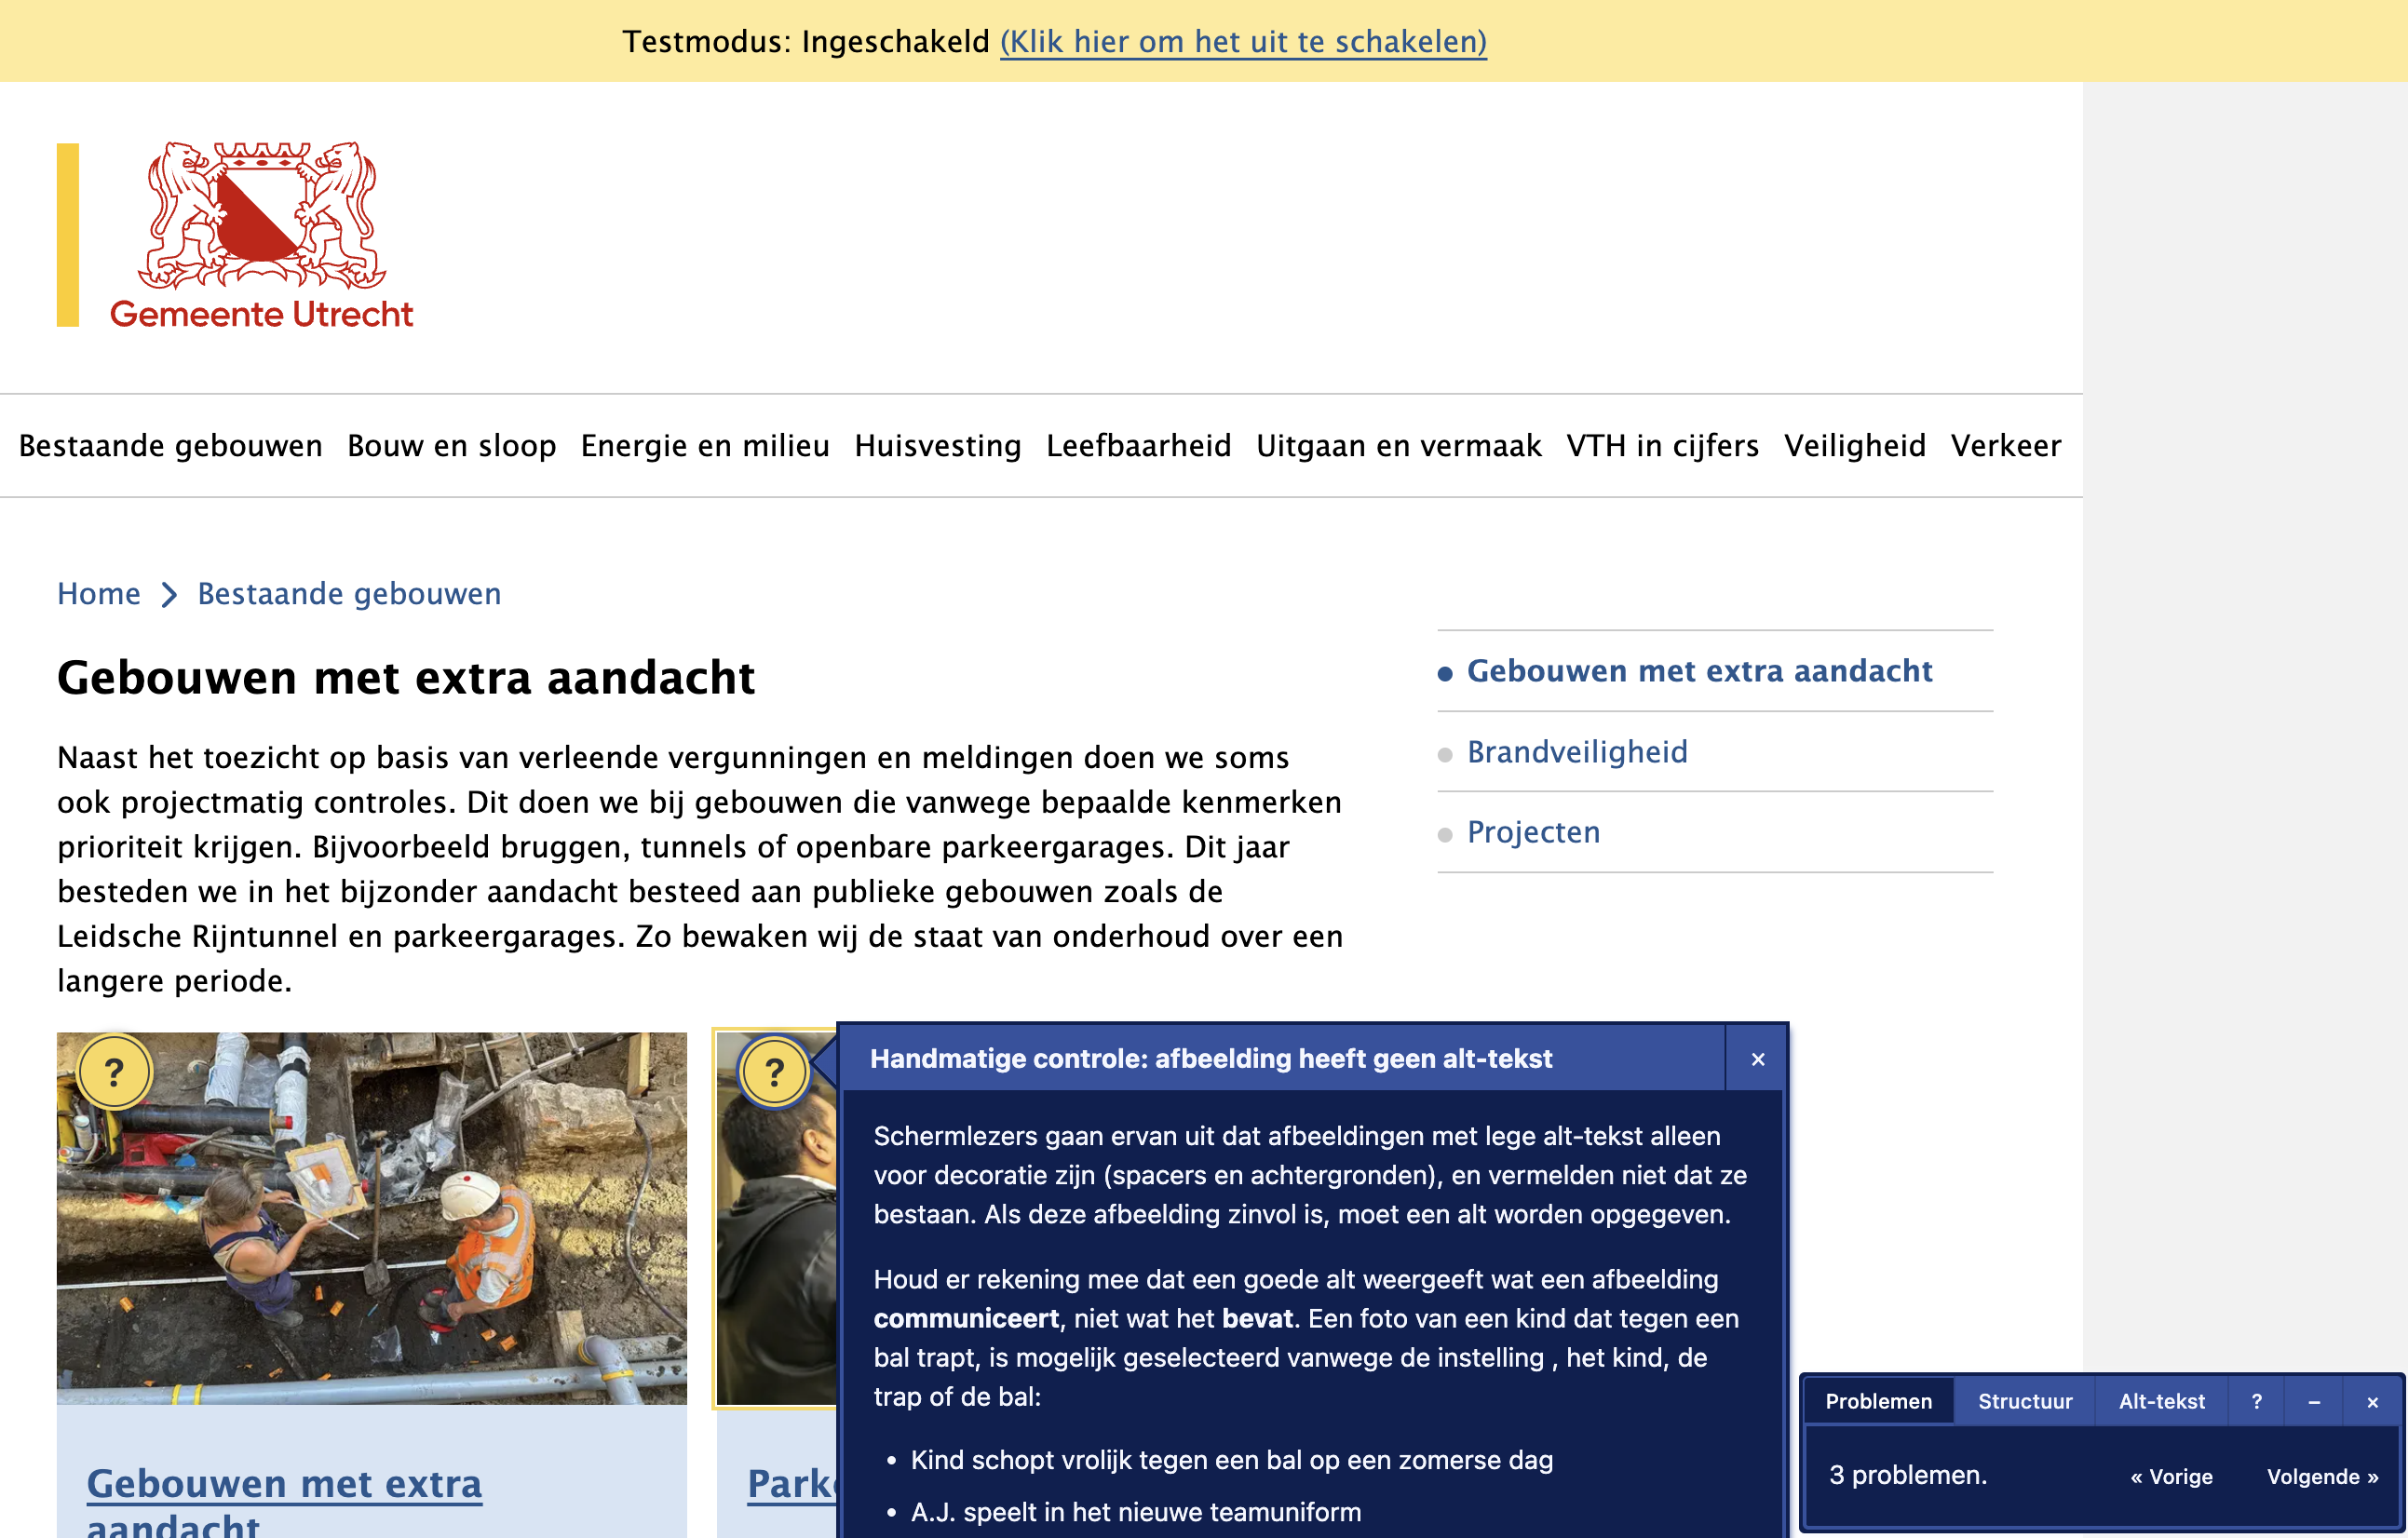 Testmodus: Ingeschakeld (Klik hier om het uit te schakelen)
Gemeente Utrecht
Bestaande gebouwen Bouw en sloop Energie en milieu Huisvesting Leefbaarheid Uitgaan en vermaak VTH in cijfers Veiligheid Verkeer
Home > Bestaande gebouwen
Gebouwen met extra aandacht
Naast het toezicht op basis van verleende vergunningen en meldingen doen we soms
ook projectmatig controles. Dit doen we bij gebouwen die vanwege bepaalde kenmerken
prioriteit krijgen. Bijvoorbeeld bruggen, tunnels of openbare parkeergarages. Dit jaar
besteden we in het bijzonder aandacht besteed aan publieke gebouwen zoals de
Leidsche Rijntunnel en parkeergarages. Zo bewaken wij de staat van onderhoud over een
langere periode.
Gebouwen met extra aandacht
Brandveiligheid
Projecten
?
Gebouwen met extra
aandacht
?
Parke
Handmatige controle: afbeelding heeft geen alt-tekst ×
Schermlezers gaan ervan uit dat afbeeldingen met lege alt-tekst alleen
voor decoratie zijn (spacers en achtergronden), en vermelden niet dat ze
bestaan. Als deze afbeelding zinvol is, moet een alt worden opgegeven.
Houd er rekening mee dat een goede alt weergeeft wat een afbeelding
communiceert, niet wat het bevat. Een foto van een kind dat tegen een
bal trapt, is mogelijk geselecteerd vanwege de instelling , het kind, de
trap of de bal:
• Kind schopt vrolijk tegen een bal op een zomerse dag
• A.J. speelt in het nieuwe teamuniform
Problemen Structuur Alt-tekst ? – ×
3 problemen. « Vorige Volgende »